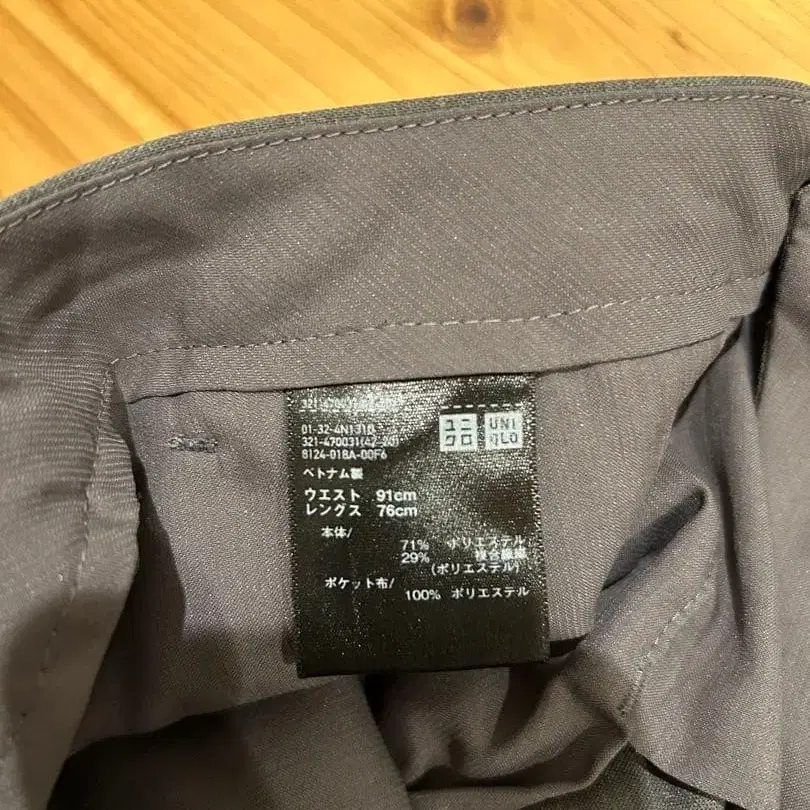 01-32-4N1310
321-470031(42-20)
8124-018A-00F6
ユニ
クロ
UNI
QLO
ベトナム製
ウエスト 91cm
レングス 76cm
本体/
71% ポリエステル
29% 複合繊維
(ポリエステル)
ポケット布/
100% ポリエステル